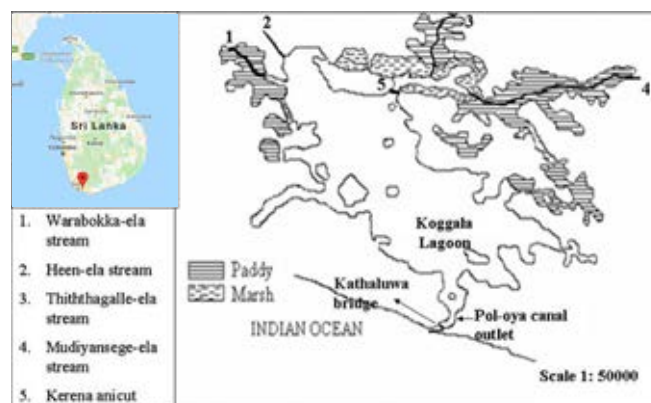 Sri Lanka
1. Warabokka-ela
stream
2. Heen-ela stream
3. Thiththagalle-ela
stream
4. Mudiyansege-ela
stream
5. Kerena anicut
1
2
3
4
5
Koggala
Lagoon
Paddy
Marsh
Kathaluwa
bridge
Pol-oya canal
outlet
INDIAN OCEAN
Scale 1: 50000